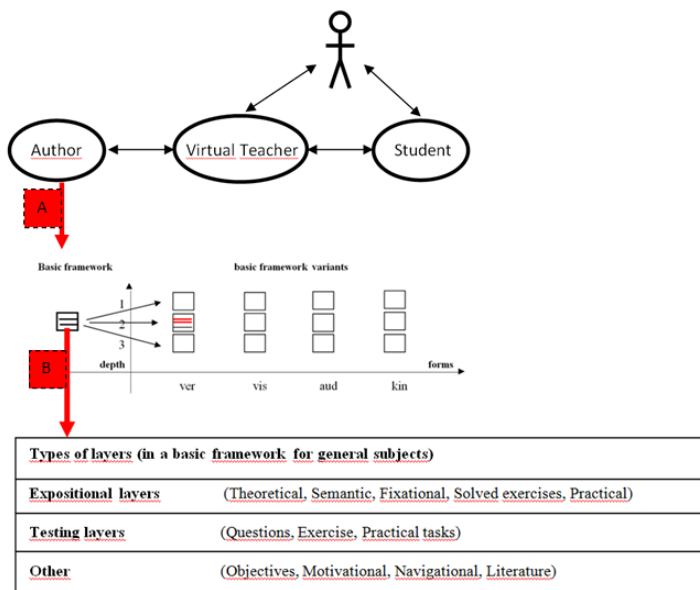 Author
Virtual Teacher
Student
A
Basic framework
basic framework variants
1
2
3
B
depth
forms
ver
vis
aud
kin
Types of layers (in a basic framework for general subjects)
Expositional layers (Theoretical, Semantic, Fixational, Solved exercises, Practical)
Testing layers (Questions, Exercise, Practical tasks)
Other (Objectives, Motivational, Navigational, Literature)